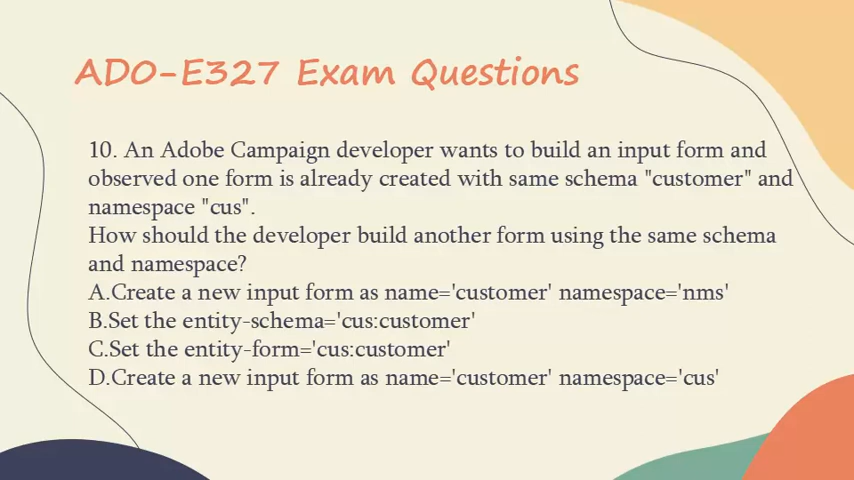 ADO-E327 Exam Questions
10. An Adobe Campaign developer wants to build an input form and
observed one form is already created with same schema "customer" and
namespace "cus".
How should the developer build another form using the same schema
and namespace?
A.Create a new input form as name='customer' namespace='nms'
B.Set the entity-schema='cus:customer'
C.Set the entity-form='cus:customer'
D.Create a new input form as name='customer' namespace='cus'